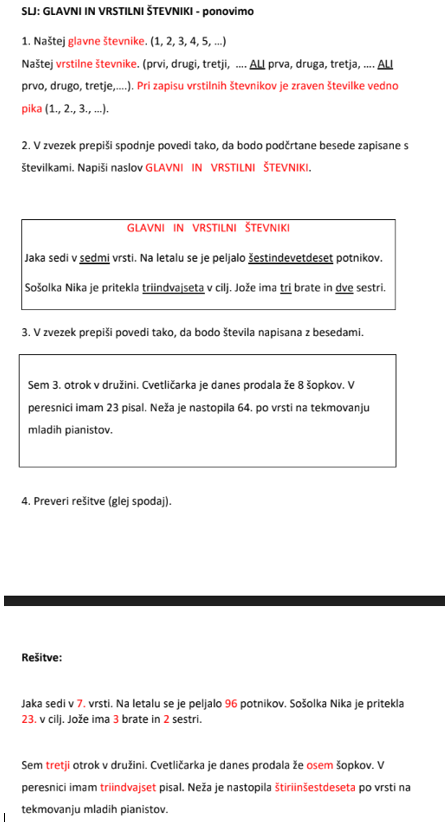 SLJ: GLAVNI IN VRSTILNI ŠTEVNIKI - ponovimo
1. Naštej glavne števnike. (1, 2, 3, 4, 5, ...)
Naštej vrstilne števnike. (prvi, drugi, tretji, .... ALI prva, druga, tretja, .... ALI
prvo, drugo, tretje,....). Pri zapisu vrstilnih števnikov je zraven številke vedno
pika (1., 2., 3., ...).
2. V zvezek prepiši spodnje povedi tako, da bodo podčrtane besede zapisane s
številkami. Napiši naslov GLAVNI IN VRSTILNI ŠTEVNIKI.
GLAVNI IN VRSTILNI ŠTEVNIKI
Jaka sedi v sedmi vrsti. Na letalu se je peljalo šestindevetdeset potnikov.
Sošolka Nika je pritekla triindvajseta v cilj. Jože ima tri brate in dve sestri.
3. V zvezek prepiši povedi tako, da bodo števila napisana z besedami.
Sem 3. otrok v družini. Cvetličarka je danes prodala že 8 šopkov. V
peresnici imam 23 pisal. Neža je nastopila 64. po vrsti na tekmovanju
mladih pianistov.
4. Preveri rešitve (glej spodaj).
Rešitve:
Jaka sedi v 7. vrsti. Na letalu se je peljalo 96 potnikov. Sošolka Nika je pritekla
23. v cilj. Jože ima 3 brate in 2 sestri.
Sem tretji otrok v družini. Cvetličarka je danes prodala že osem šopkov. V
peresnici imam triindvajset pisal. Neža je nastopila štiriinšestdeseta po vrsti na
tekmovanju mladih pianistov.